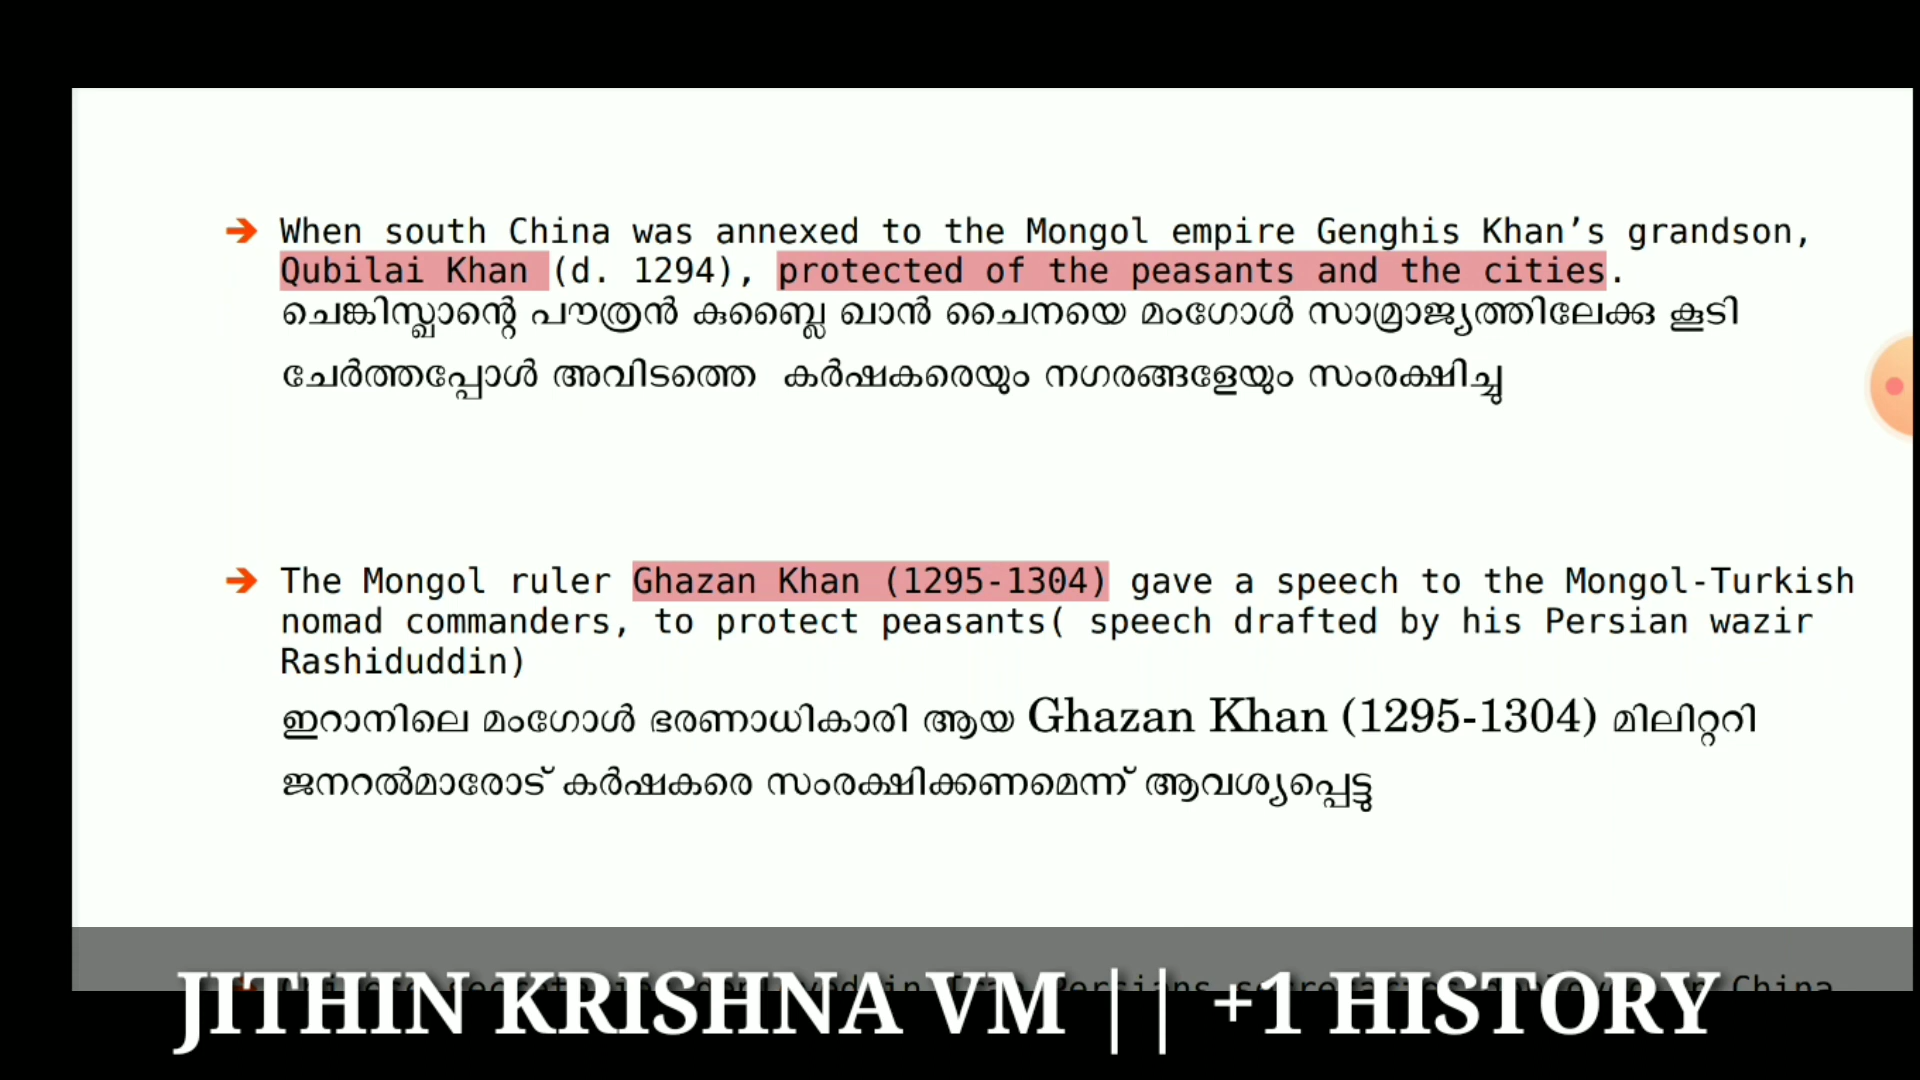 ➔ When south China was annexed to the Mongol empire Genghis Khan’s grandson,
Qubilai Khan (d. 1294), protected of the peasants and the cities.
ചെങ്കിസ്ഖാന്റെ പൗത്രൻ കുബ്ലൈ ഖാൻ ചൈനയെ മംഗോൾ സാമ്രാജ്യത്തിലേക്കു കൂടി
ചേർത്തപ്പോൾ അവിടത്തെ കർഷകരെയും നഗരങ്ങളേയും സംരക്ഷിച്ചു
➔ The Mongol ruler Ghazan Khan (1295-1304) gave a speech to the Mongol-Turkish
nomad commanders, to protect peasants( speech drafted by his Persian wazir
Rashiduddin)
ഇറാനിലെ മംഗോൾ ഭരണാധികാരി ആയ Ghazan Khan (1295-1304) മിലിറ്ററി
ജനറൽമാരോട് കർഷകരെ സംരക്ഷിക്കണമെന്ന് ആവശ്യപ്പെട്ടു
in China
JITHIN KRISHNA VM || +1 HISTORY